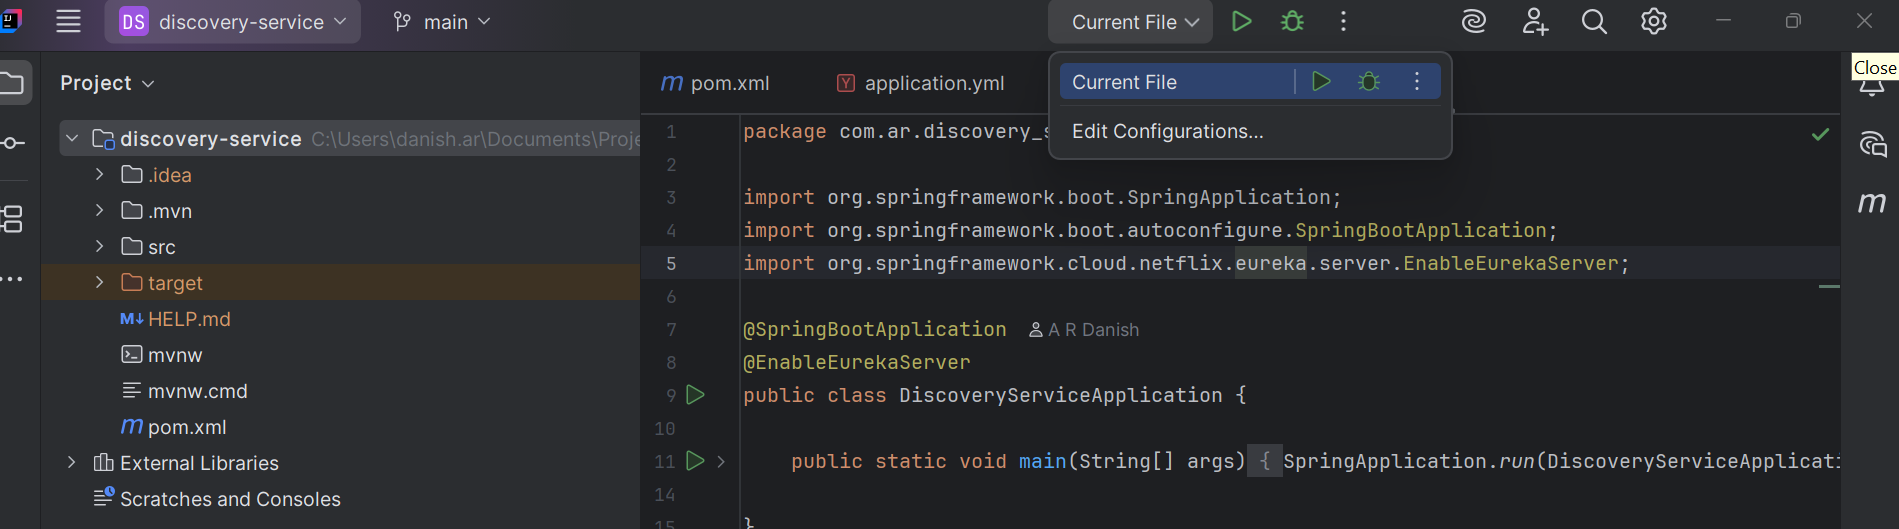 DS discovery-service main Current File
Close
Project
pom.xml
application.yml
Current File
Edit Configurations...
discovery-service C:\Users\danish.ar\Documents\Proje
.idea
.mvn
src
target
M↓ HELP.md
mvnw
mvnw.cmd
m pom.xml
External Libraries
Scratches and Consoles
1 package com.ar.discovery_s
2
3 import org.springframework.boot.SpringApplication;
4 import org.springframework.boot.autoconfigure.SpringBootApplication;
5 import org.springframework.cloud.netflix.eureka.server.EnableEurekaServer;
6
7 @SpringBootApplication A R Danish
8 @EnableEurekaServer
9 public class DiscoveryServiceApplication {
10
11 public static void main(String[] args) { SpringApplication.run(DiscoveryServiceApplicati
14
15 }